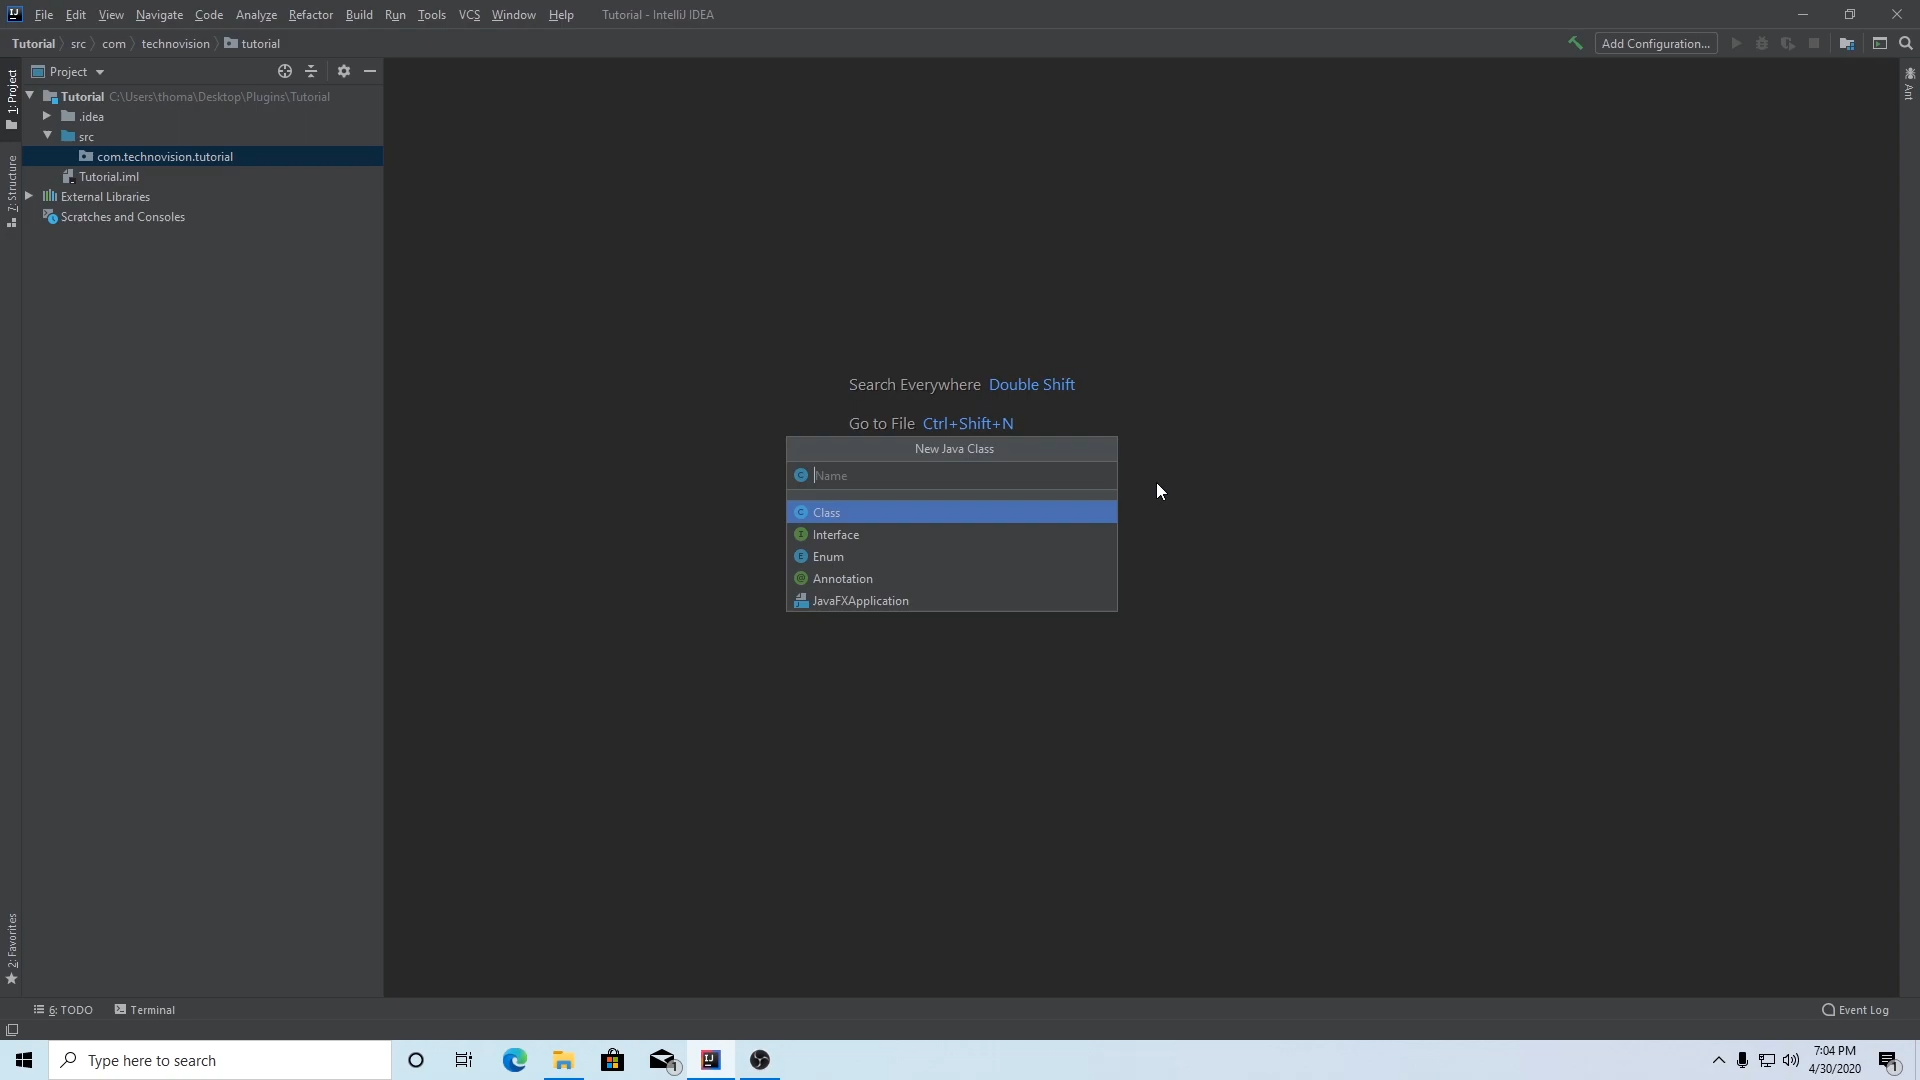 File Edit View Navigate Code Analyze Refactor Build Run Tools VCS Window Help Tutorial - IntelliJ IDEA
Tutorial src com technovision tutorial Add Configuration...
1: Project
Project
Tutorial C:\Users\thoma\Desktop\Plugins\Tutorial
.idea
src
com.technovision.tutorial
Tutorial.iml
External Libraries
Scratches and Consoles
7: Structure
Ant
Search Everywhere Double Shift
Go to File Ctrl+Shift+N
New Java Class
Name
Class
Interface
Enum
Annotation
JavaFXApplication
2: Favorites
6: TODO Terminal Event Log
Type here to search
7:04 PM
4/30/2020